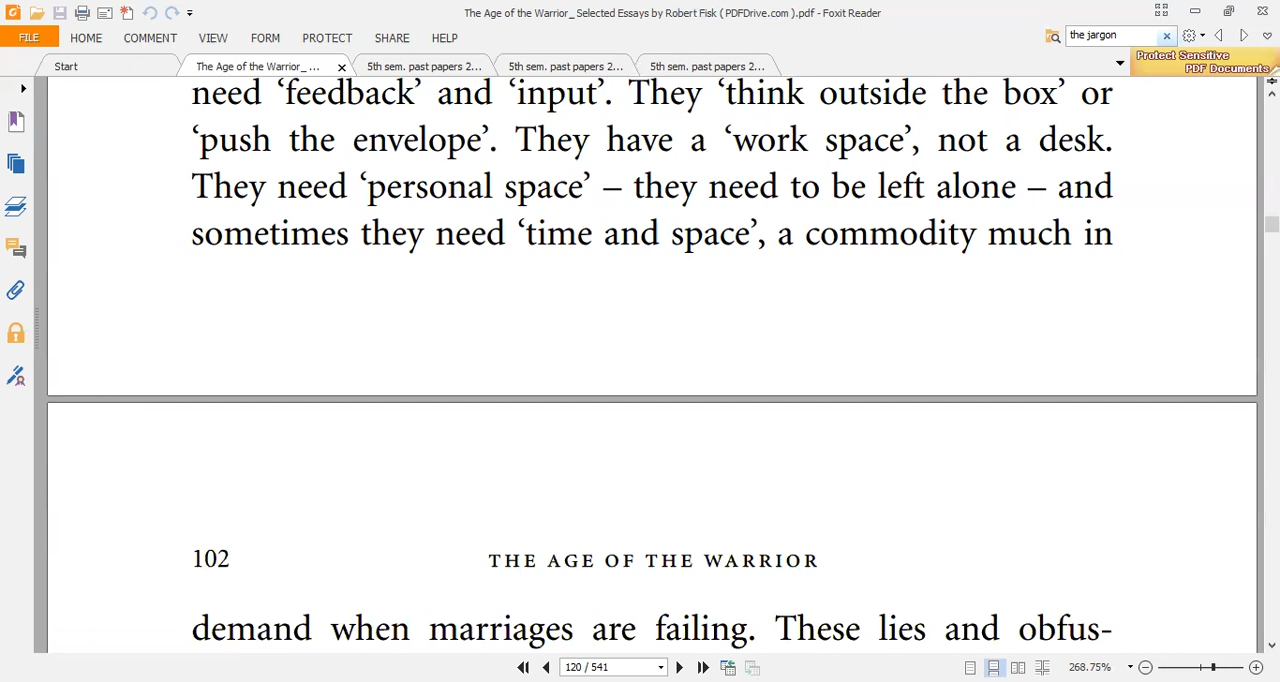 The Age of the Warrior_ Selected Essays by Robert Fisk ( PDFDrive.com ).pdf - Foxit Reader
FILE HOME COMMENT VIEW FORM PROTECT SHARE HELP the jargon
Start The Age of the Warrior_ ... 5th sem. past papers 2... 5th sem. past papers 2... 5th sem. past papers 2... Protect Sensitive
PDF Documents
need ‘feedback’ and ‘input’. They ‘think outside the box’ or
‘push the envelope’. They have a ‘work space’, not a desk.
They need ‘personal space’ – they need to be left alone – and
sometimes they need ‘time and space’, a commodity much in
102 THE AGE OF THE WARRIOR
demand when marriages are failing. These lies and obfus-
120 / 541 268.75%